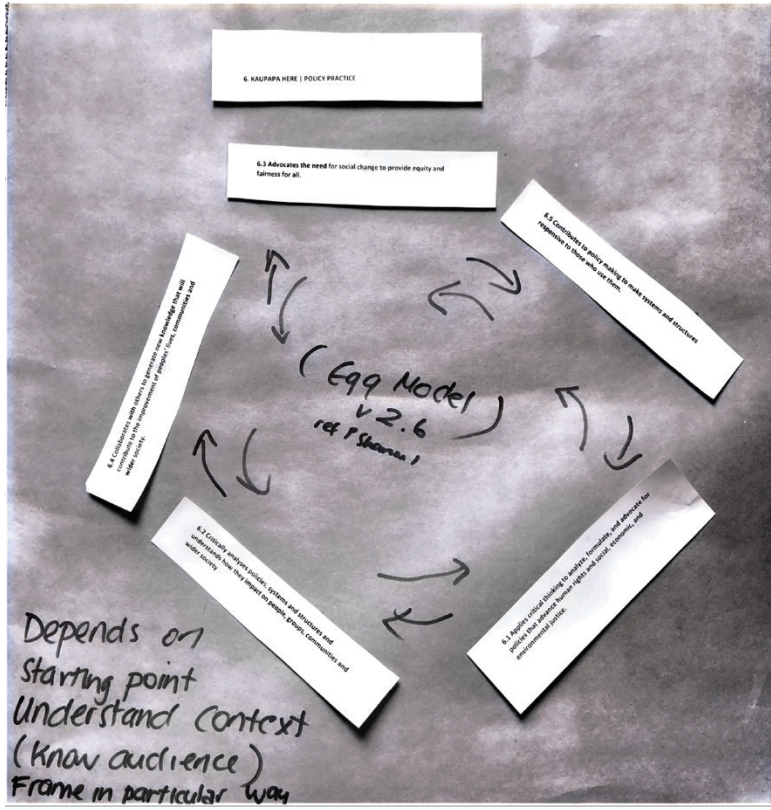 6. KAUPAPA HERE | POLICY PRACTICE
6.3 Advocates the need for social change to provide equity and
fairness for all.
6.5 Contributes to policy making to make systems and structures
responsive to those who use them.
6.4 Collaborates with others to generate new knowledge that will
contribute to the improvement of peoples' lives, communities and
wider society.
(Egg Model)
v 2.6
ref P
6.2 Critically analyses policies, systems and structures and
understands how they impact on people, groups, communities and
wider society
6.1 Applies critical thinking to analyze, formulate, and advocate for
policies that advance human rights and social, economic, and
environmental justice.
Depends on
Starting point
Understand context
(Know audience)
Frame in particular way